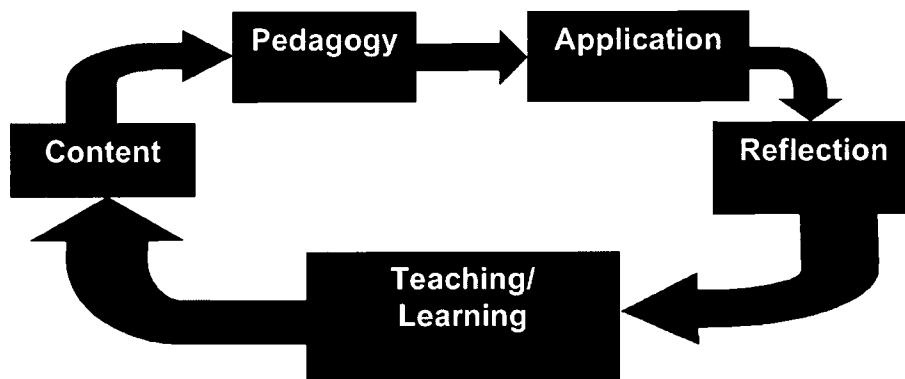 Pedagogy
Application
Content
Reflection
Teaching/
Learning